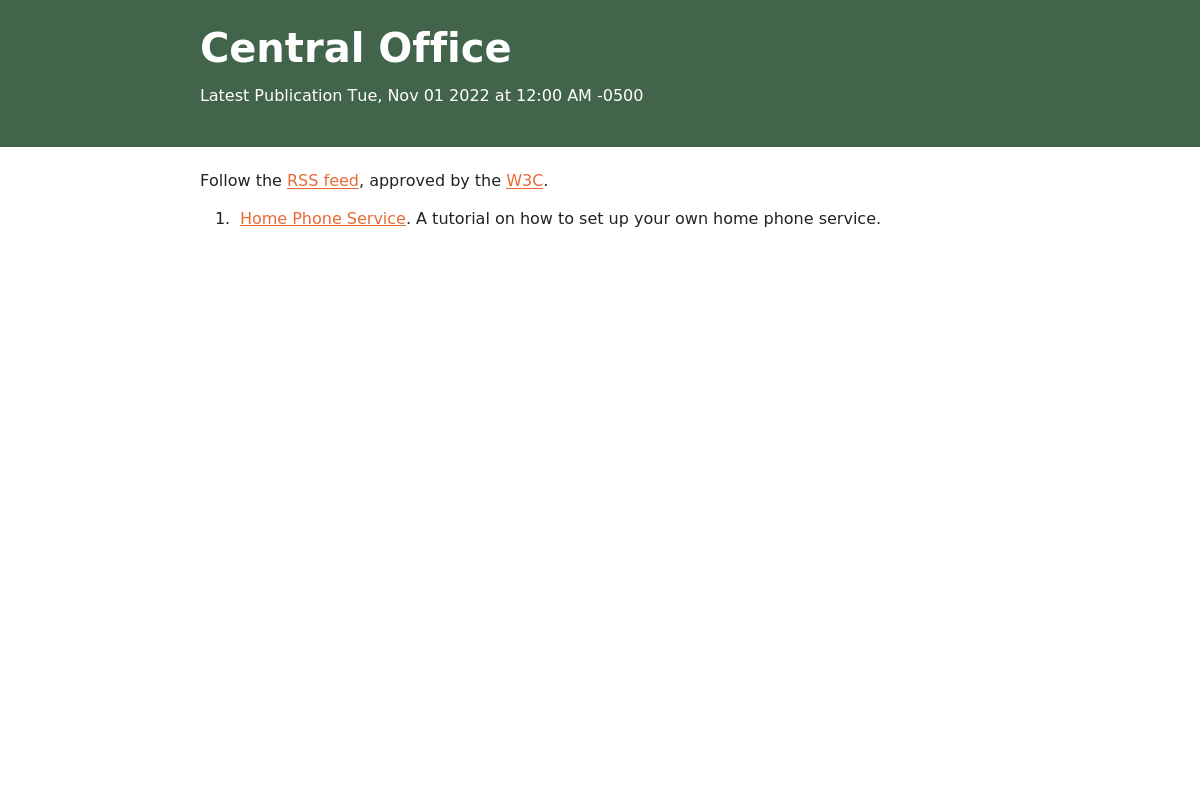 Central Office
Latest Publication Tue, Nov 01 2022 at 12:00 AM -0500
Follow the RSS feed, approved by the W3C.
1. Home Phone Service. A tutorial on how to set up your own home phone service.